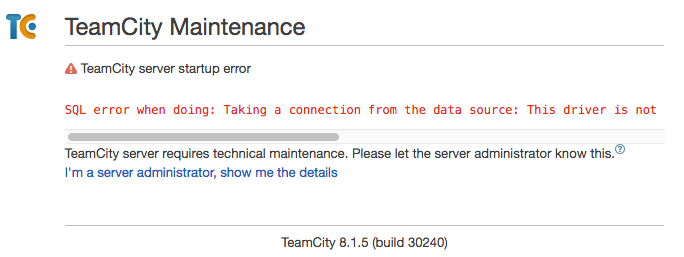 TC
TeamCity Maintenance
TeamCity server startup error
SQL error when doing: Taking a connection from the data source: This driver is not
TeamCity server requires technical maintenance. Please let the server administrator know this.?
I'm a server administrator, show me the details
TeamCity 8.1.5 (build 30240)